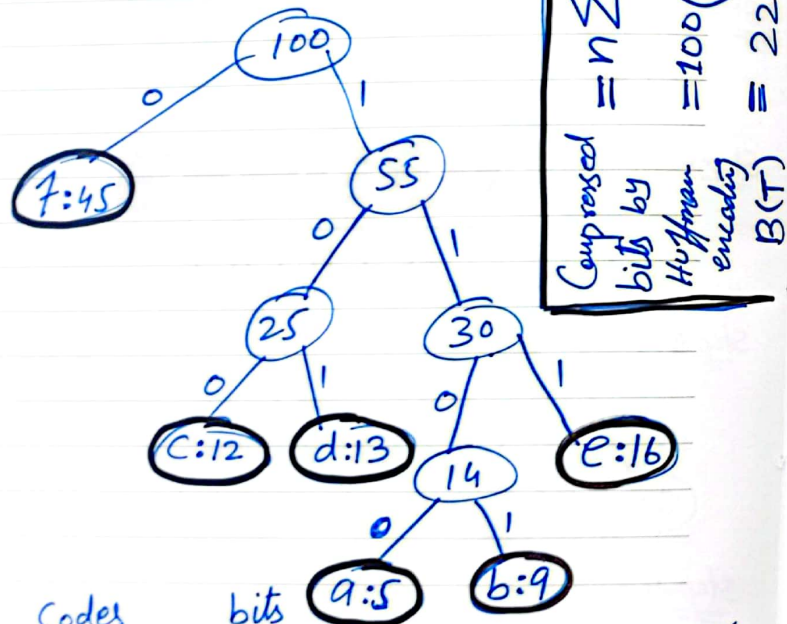 100
0 1
f:45 55
0 1
25 30
0 1 0 1
c:12 d:13 14 e:16
0 1
a:5 b:9
Codes bits
Compressed = n Σ
bits by
Huffman = 100(
encoding
B(T) = 22